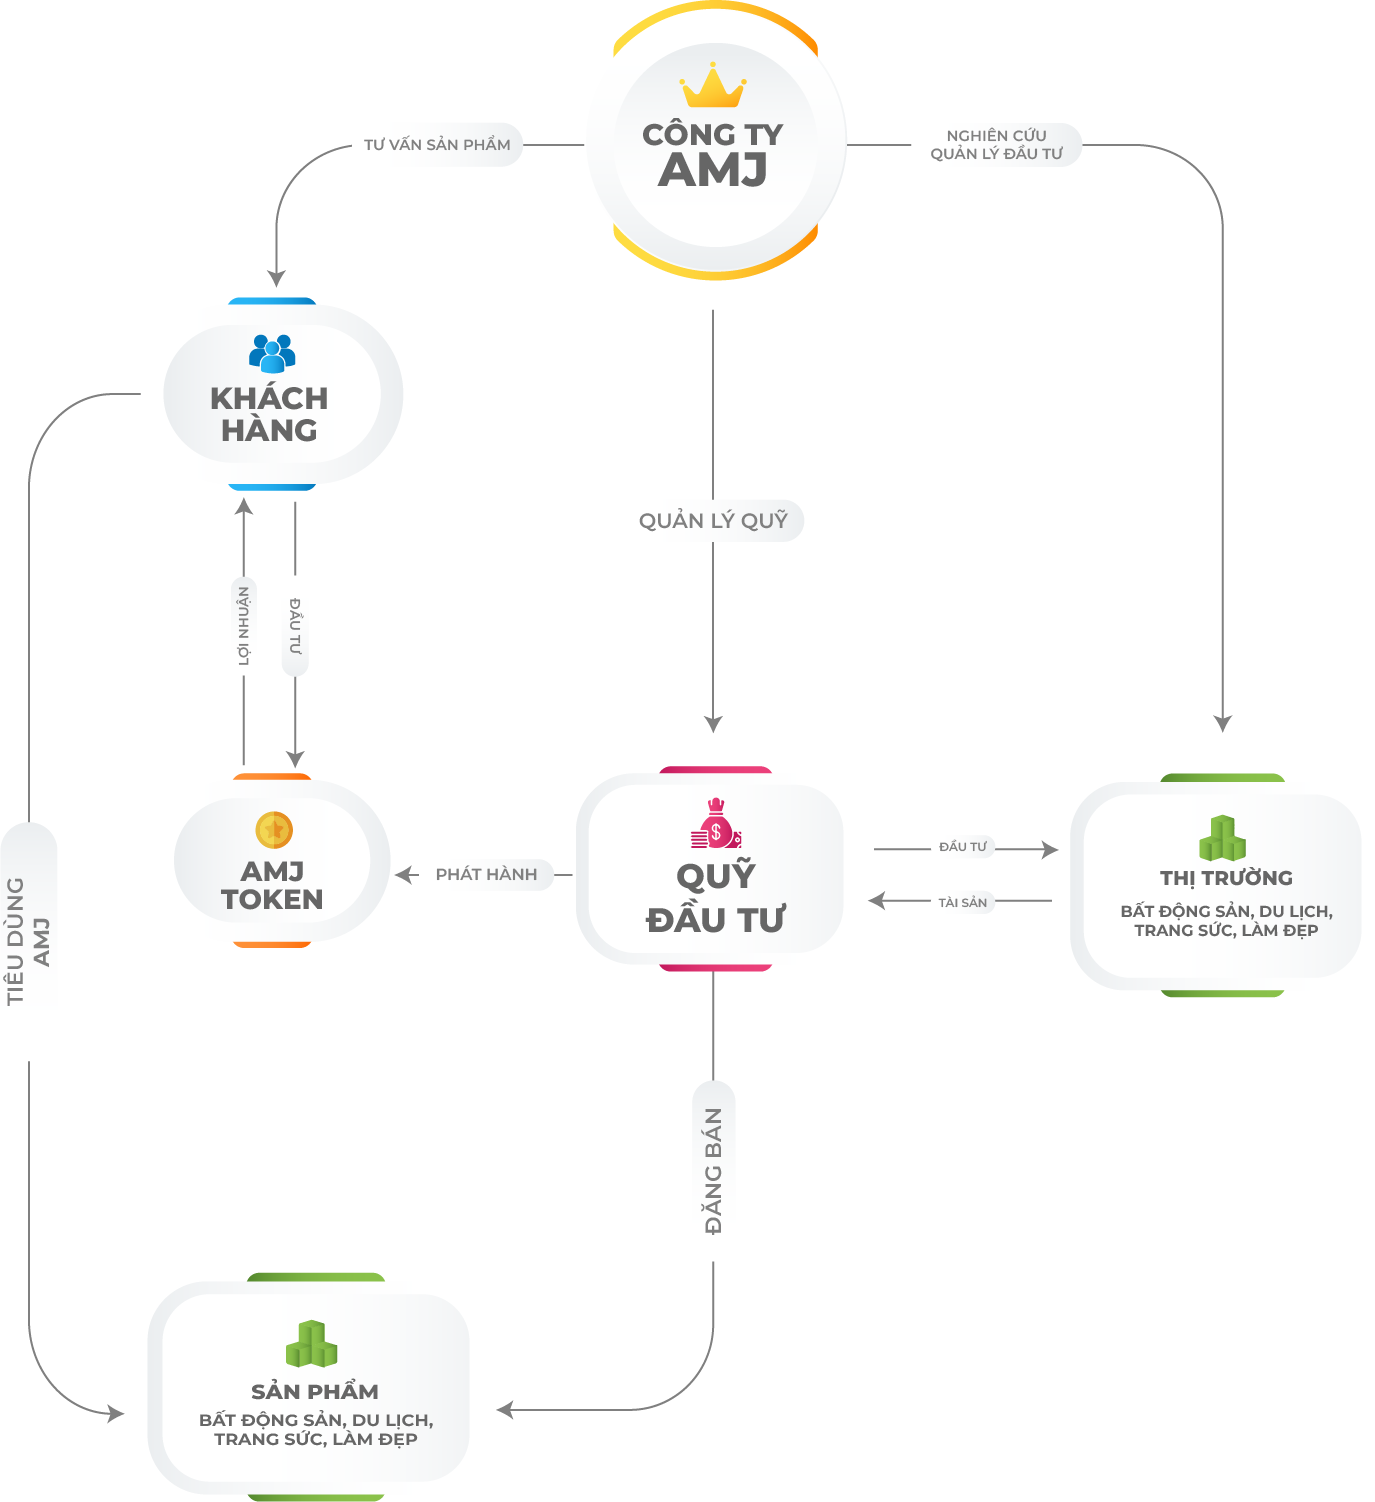 CÔNG TY
AMJ
TƯ VẤN SẢN PHẨM
NGHIÊN CỨU
QUẢN LÝ ĐẦU TƯ
KHÁCH
HÀNG
QUẢN LÝ QUỸ
LỢI NHUẬN
ĐẦU TƯ
AMJ
TOKEN
PHÁT HÀNH
QUỸ
ĐẦU TƯ
ĐẦU TƯ
TÀI SẢN
THỊ TRƯỜNG
BẤT ĐỘNG SẢN, DU LỊCH,
TRANG SỨC, LÀM ĐẸP
TIÊU DÙNG
AMJ
ĐĂNG BÁN
SẢN PHẨM
BẤT ĐỘNG SẢN, DU LỊCH,
TRANG SỨC, LÀM ĐẸP